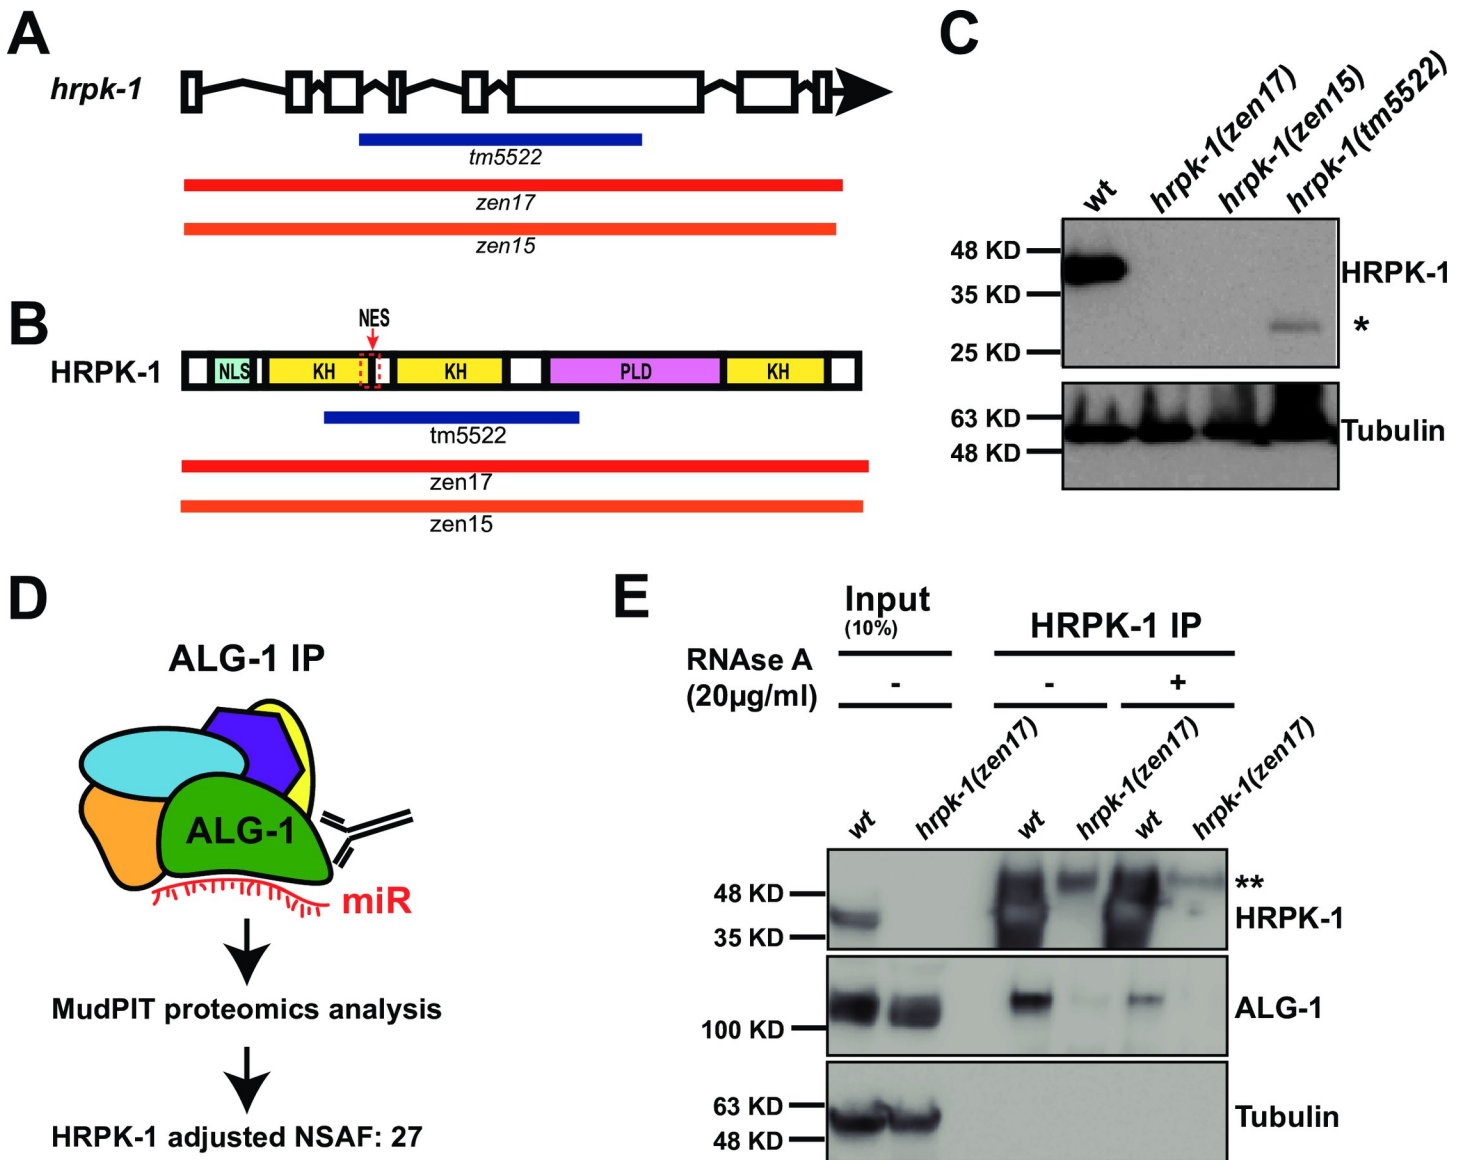 A
hrpk-1
tm5522
zen17
zen15
B
NES
HRPK-1
NLS KH KH PLD KH
tm5522
zen17
zen15
C
wt hrpk-1(zen17) hrpk-1(zen15) hrpk-1(tm5522)
48 KD
35 KD
25 KD
HRPK-1
*
63 KD
48 KD
Tubulin
D
ALG-1 IP
ALG-1
miR
MudPIT proteomics analysis
HRPK-1 adjusted NSAF: 27
E
Input
(10%)
HRPK-1 IP
RNAse A
(20µg/ml)
- - +
wt hrpk-1(zen17) wt hrpk-1(zen17) wt hrpk-1(zen17)
48 KD
35 KD
**
HRPK-1
100 KD
ALG-1
63 KD
48 KD
Tubulin